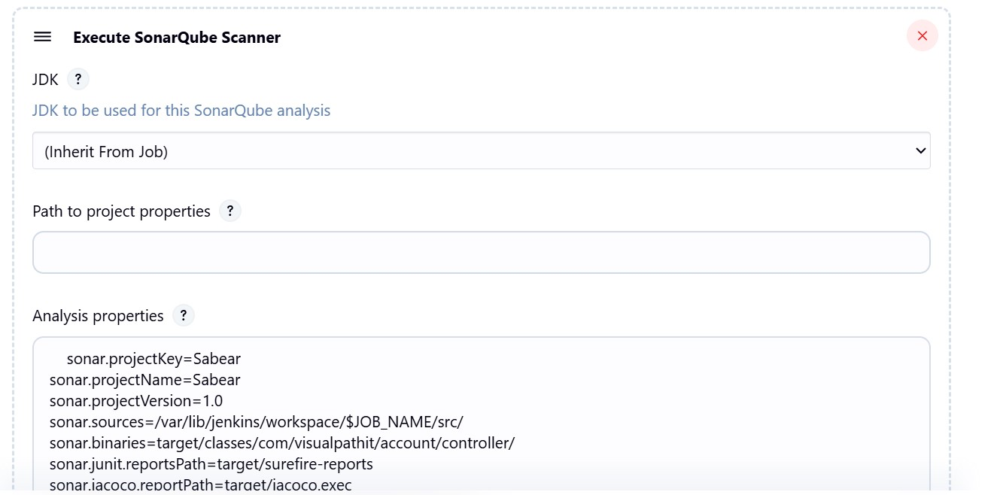 Execute SonarQube Scanner
JDK ?
JDK to be used for this SonarQube analysis
(Inherit From Job)
Path to project properties ?
Analysis properties ?
sonar.projectKey=Sabear
sonar.projectName=Sabear
sonar.projectVersion=1.0
sonar.sources=/var/lib/jenkins/workspace/$JOB_NAME/src/
sonar.binaries=target/classes/com/visualpathit/account/controller/
sonar.junit.reportsPath=target/surefire-reports
sonar.jacoco.reportPath=target/jacoco.exec